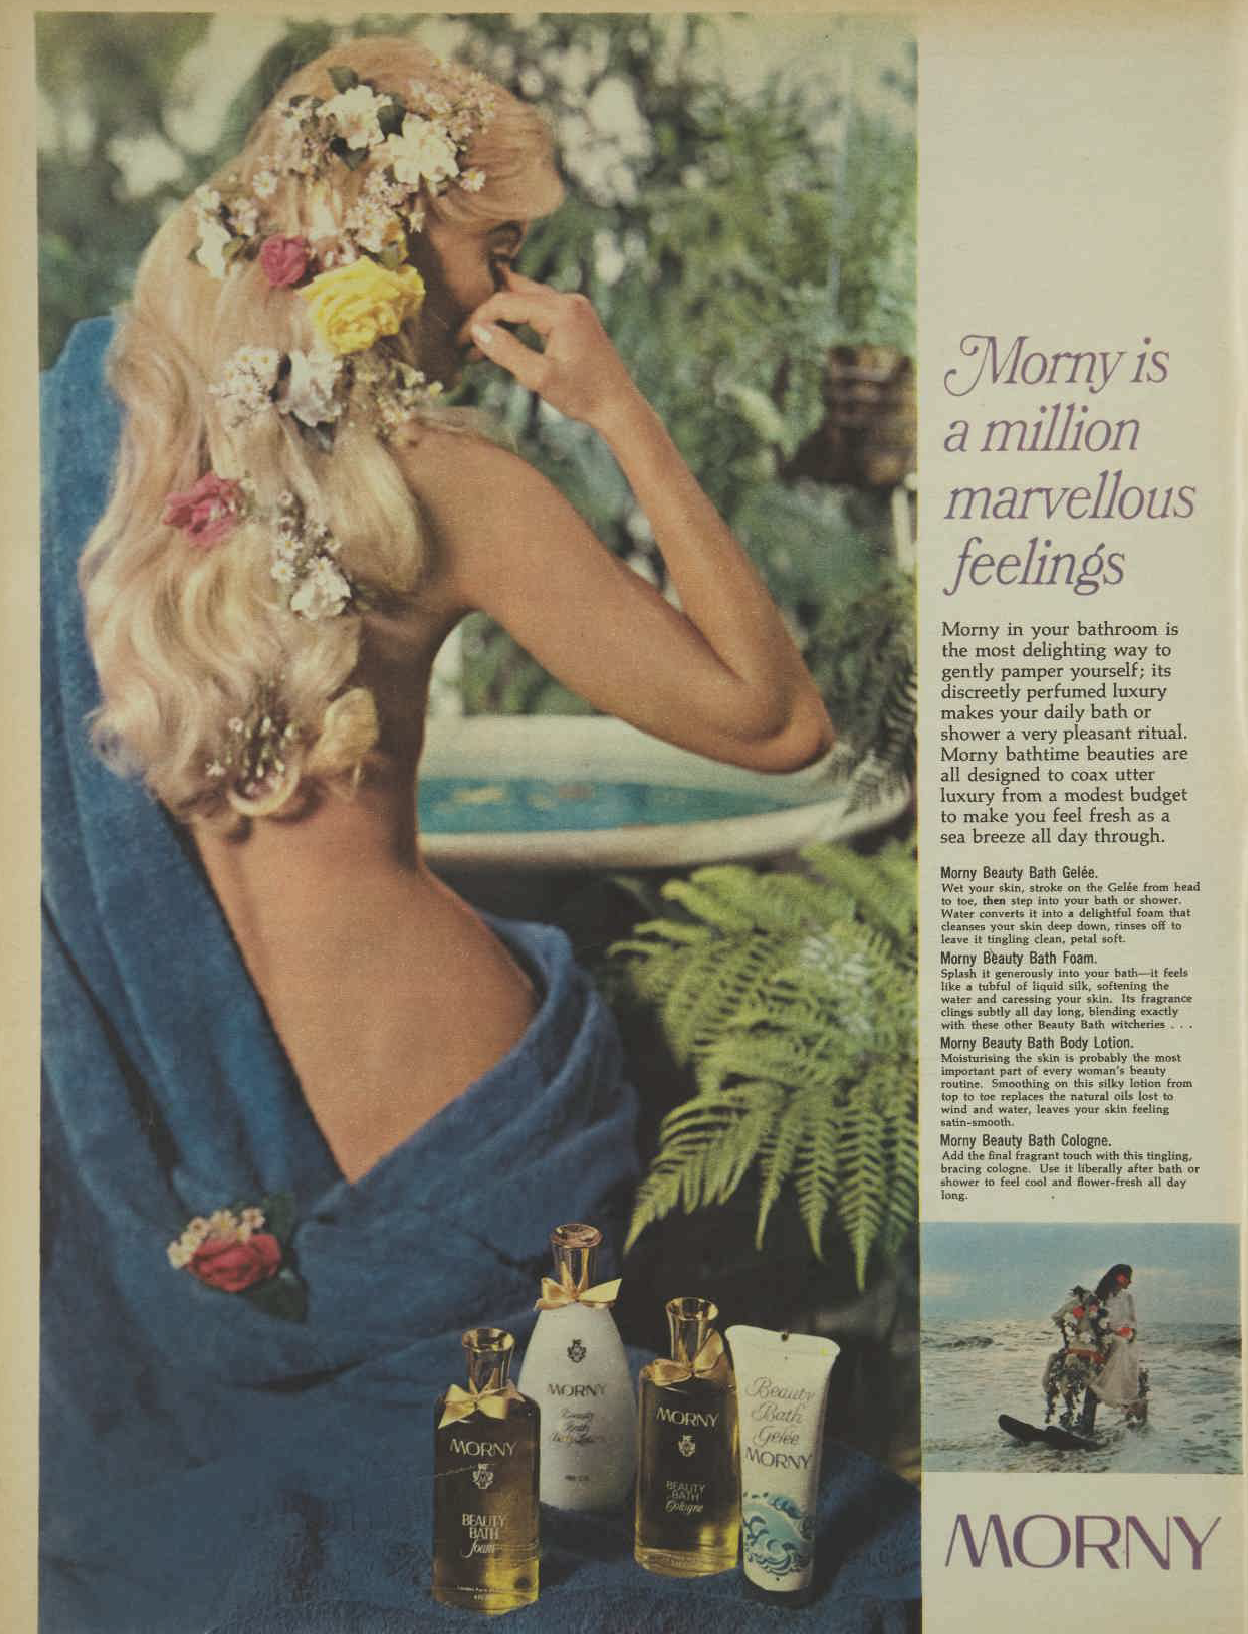 Morny is
a million
marvellous
feelings
Morny in your bathroom is
the most delighting way to
gently pamper yourself; its
discreetly perfumed luxury
makes your daily bath or
shower a very pleasant ritual.
Morny bathtime beauties are
all designed to coax utter
luxury from a modest budget
to make you feel fresh as a
sea breeze all day through.
Morny Beauty Bath Gelée.
Wet your skin, stroke on the Gelée from head
to toe, then step into your bath or shower.
Water converts it into a delightful foam that
cleanses your skin deep down, rinses off to
leave it tingling clean, petal soft.
Morny Beauty Bath Foam.
Splash it generously into your bath—it feels
like a tubful of liquid silk, softening the
water and caressing your skin. Its fragrance
clings subtly all day long, blending exactly
with these other Beauty Bath witcheries . . .
Morny Beauty Bath Body Lotion.
Moisturising the skin is probably the most
important part of every woman's beauty
routine. Smoothing on this silky lotion from
top to toe replaces the natural oils lost to
wind and water, leaves your skin feeling
satin-smooth.
Morny Beauty Bath Cologne.
Add the final fragrant touch with this tingling,
bracing cologne. Use it liberally after bath or
shower to feel cool and flower-fresh all day
long.
MORNY
MORNY
BEAUTY
BATH
foam
MORNY
Beauty
Bath
MORNY
BEAUTY
BATH
Cologne
Beauty
Bath
Gelée
MORNY